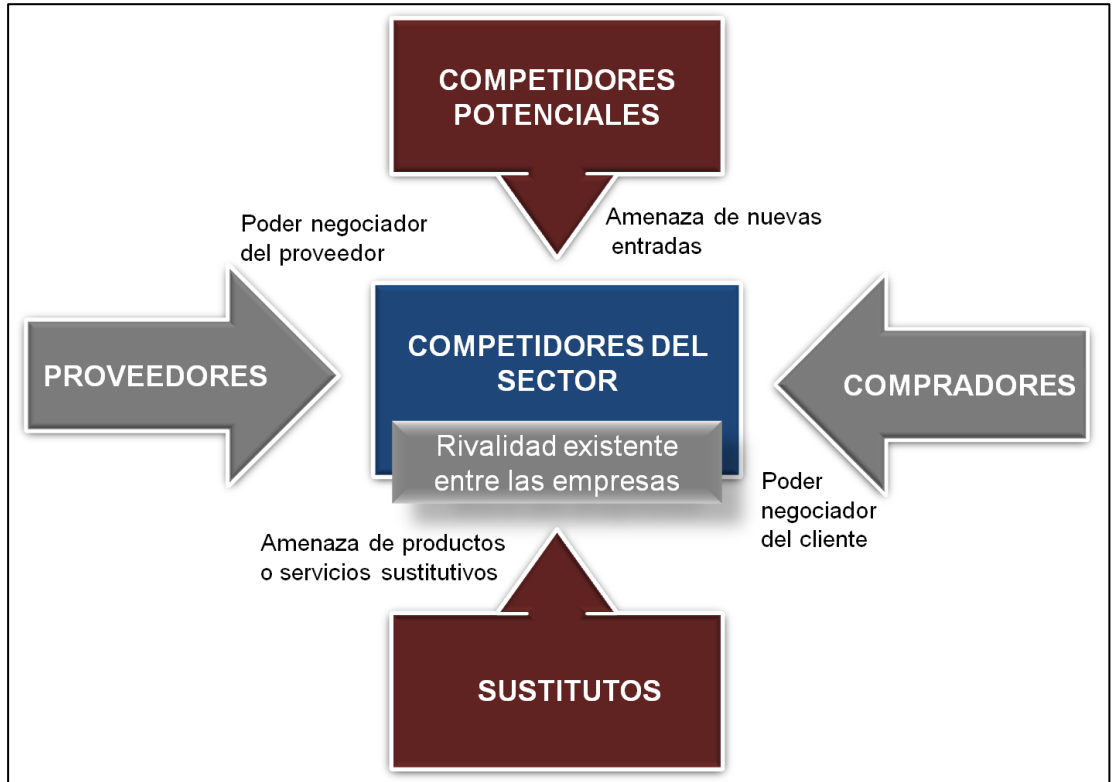 COMPETIDORES
POTENCIALES
Poder negociador
del proveedor
Amenaza de nuevas
entradas
PROVEEDORES
COMPETIDORES DEL
SECTOR
Rivalidad existente
entre las empresas
COMPRADORES
Poder
negociador
del cliente
Amenaza de productos
o servicios sustitutivos
SUSTITUTOS